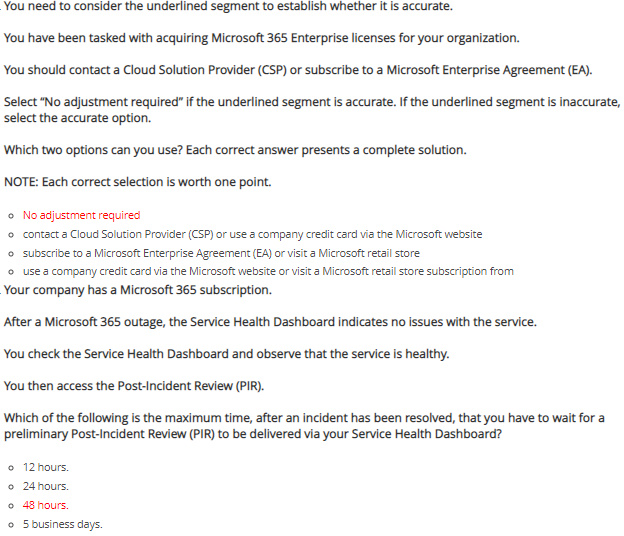 You need to consider the underlined segment to establish whether it is accurate.
You have been tasked with acquiring Microsoft 365 Enterprise licenses for your organization.
You should contact a Cloud Solution Provider (CSP) or subscribe to a Microsoft Enterprise Agreement (EA).
Select "No adjustment required" if the underlined segment is accurate. If the underlined segment is inaccurate,
select the accurate option.
Which two options can you use? Each correct answer presents a complete solution.
NOTE: Each correct selection is worth one point.
No adjustment required
contact a Cloud Solution Provider (CSP) or use a company credit card via the Microsoft website
subscribe to a Microsoft Enterprise Agreement (EA) or visit a Microsoft retail store
use a company credit card via the Microsoft website or visit a Microsoft retail store subscription from
Your company has a Microsoft 365 subscription.
After a Microsoft 365 outage, the Service Health Dashboard indicates no issues with the service.
You check the Service Health Dashboard and observe that the service is healthy.
You then access the Post-Incident Review (PIR).
Which of the following is the maximum time, after an incident has been resolved, that you have to wait for a
preliminary Post-Incident Review (PIR) to be delivered via your Service Health Dashboard?
12 hours.
24 hours.
48 hours.
5 business days.